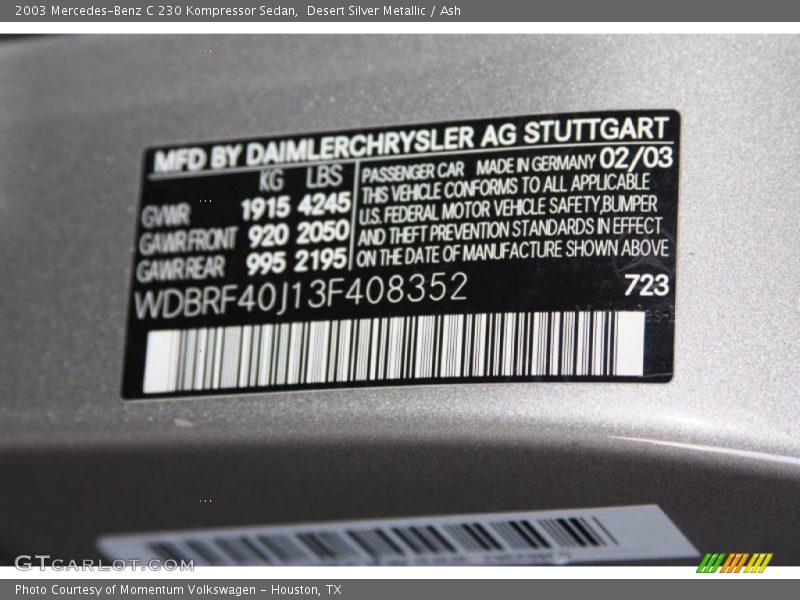 2003 Mercedes-Benz C 230 Kompressor Sedan,  Desert Silver Metallic / Ash
MFD BY DAIMLERCHRYSLER AG STUTTGART
KG LBS
GVWR 1915 4245
GAWR FRONT 920 2050
GAWR REAR 995 2195
PASSENGER CAR MADE IN GERMANY 02/03
THIS VEHICLE CONFORMS TO ALL APPLICABLE
U.S. FEDERAL MOTOR VEHICLE SAFETY,BUMPER
AND THEFT PREVENTION STANDARDS IN EFFECT
ON THE DATE OF MANUFACTURE SHOWN ABOVE
WDBRF40J13F408352
723
GTCARLOT.COM
Photo Courtesy of Momentum Volkswagen - Houston, TX